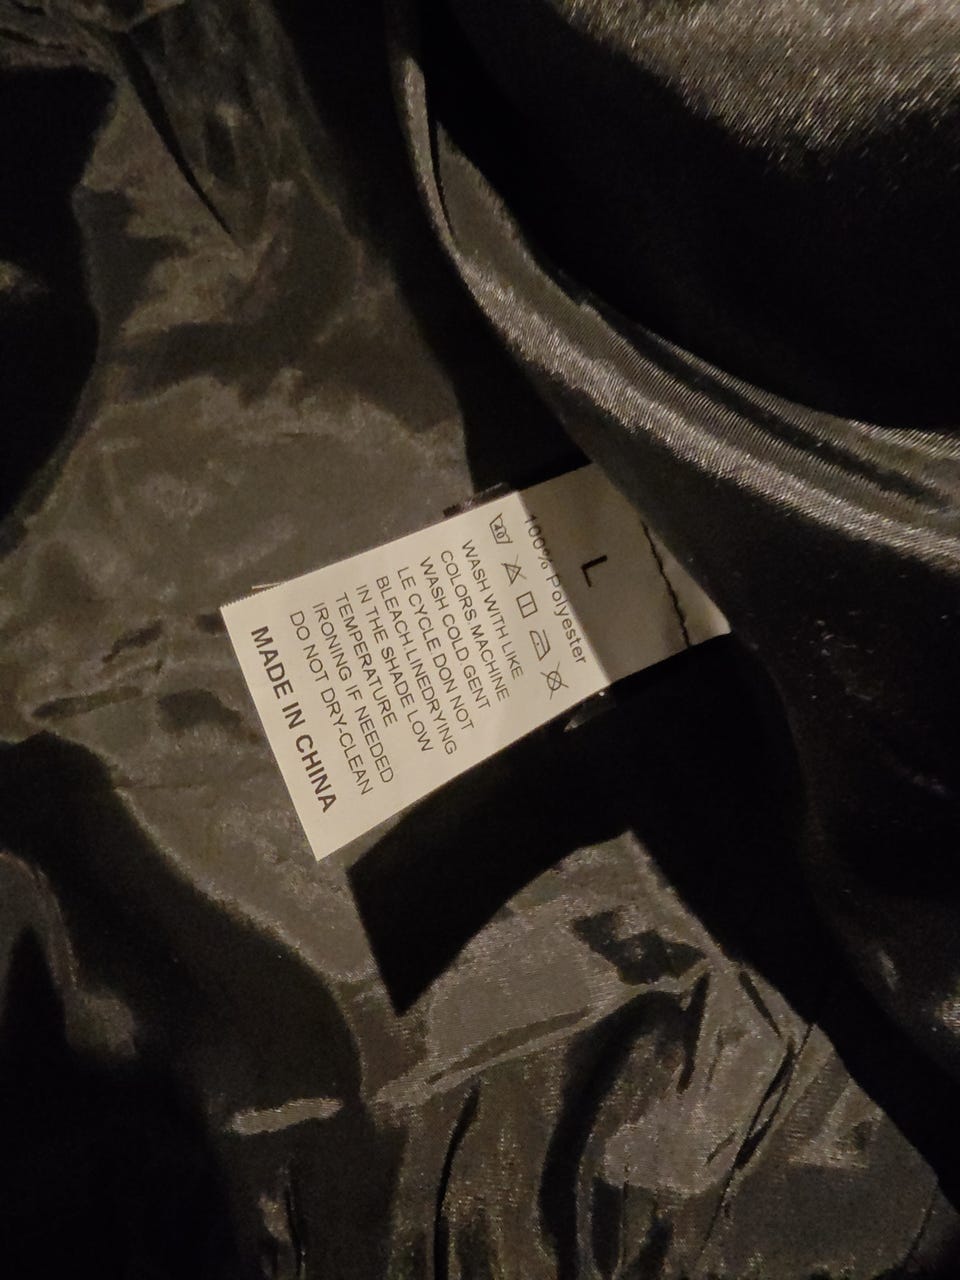 L
100% Polyester
40
WASH WITH LIKE
COLORS.MACHINE
WASH COLD GENT
LE CYCLE DON NOT
BLEACH.LINEDRYING
IN THE SHADE LOW
TEMPERATURE
IRONING IF NEEDED
DO NOT DRY-CLEAN
MADE IN CHINA